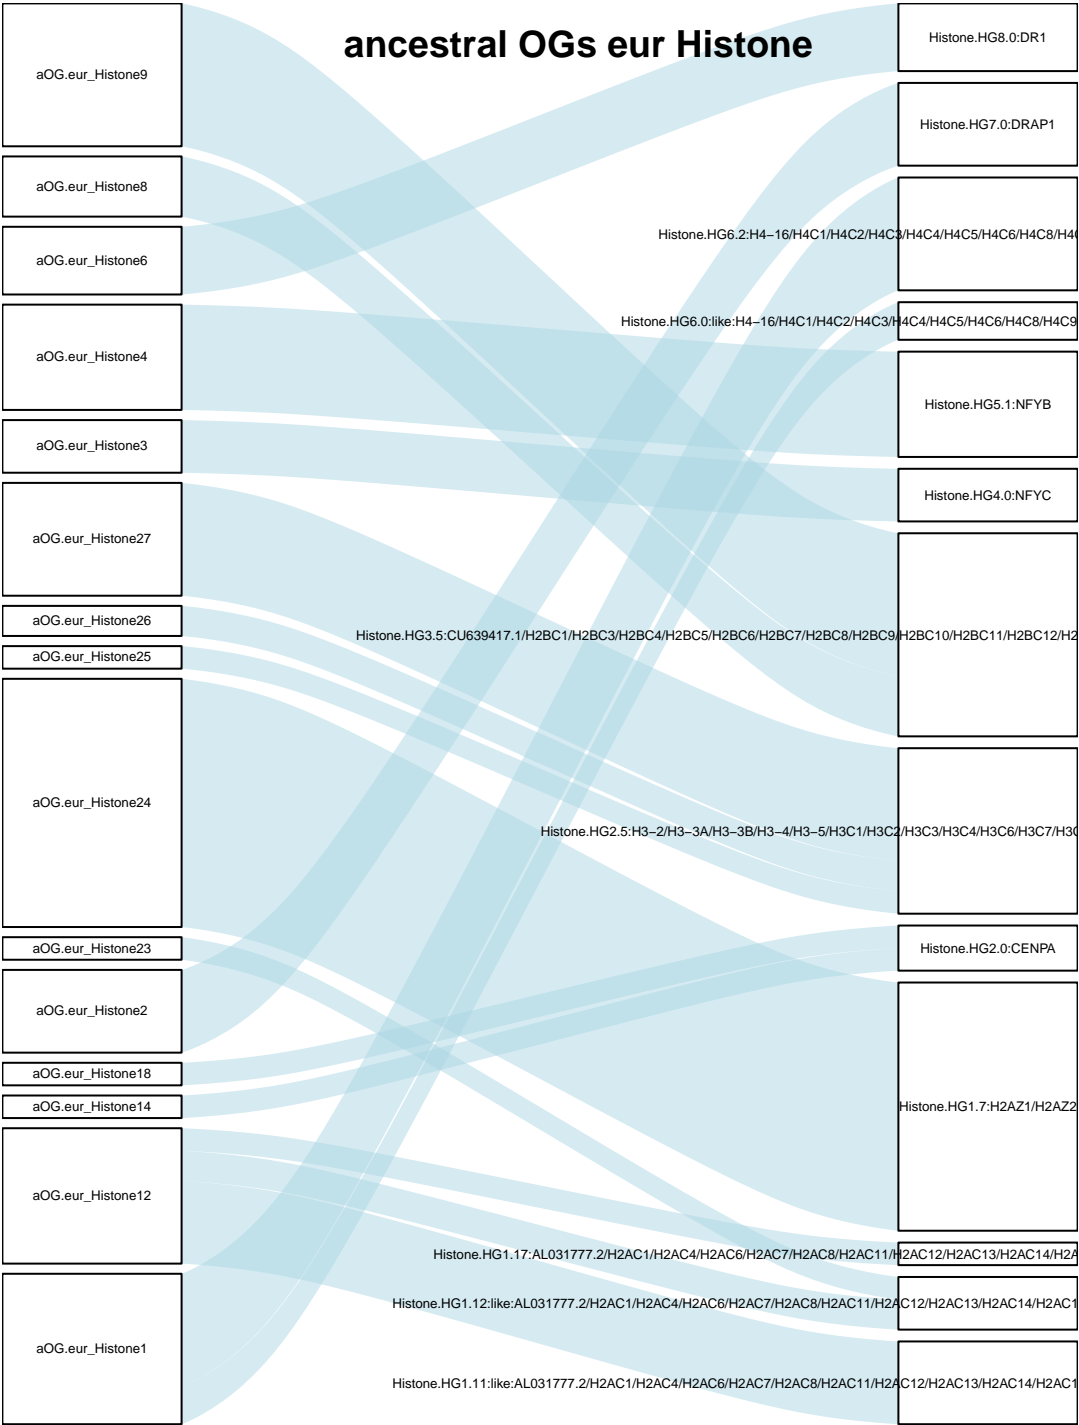 ancestral OGs eur Histone
aOG.eur_Histone9
aOG.eur_Histone8
aOG.eur_Histone6
aOG.eur_Histone4
aOG.eur_Histone3
aOG.eur_Histone27
aOG.eur_Histone26
aOG.eur_Histone25
aOG.eur_Histone24
aOG.eur_Histone23
aOG.eur_Histone2
aOG.eur_Histone18
aOG.eur_Histone14
aOG.eur_Histone12
aOG.eur_Histone1
Histone.HG8.0:DR1
Histone.HG7.0:DRAP1
Histone.HG6.2:H4−16/H4C1/H4C2/H4C3/H4C4/H4C5/H4C6/H4C8/H4
Histone.HG6.0:like:H4−16/H4C1/H4C2/H4C3/H4C4/H4C5/H4C6/H4C8/H4C9
Histone.HG5.1:NFYB
Histone.HG4.0:NFYC
Histone.HG3.5:CU639417.1/H2BC1/H2BC3/H2BC4/H2BC5/H2BC6/H2BC7/H2BC8/H2BC9/H2BC10/H2BC11/H2BC12/H2
Histone.HG2.5:H3−2/H3−3A/H3−3B/H3−4/H3−5/H3C1/H3C2/H3C3/H3C4/H3C6/H3C7/H3
Histone.HG2.0:CENPA
Histone.HG1.7:H2AZ1/H2AZ2
Histone.HG1.17:AL031777.2/H2AC1/H2AC4/H2AC6/H2AC7/H2AC8/H2AC11/H2AC12/H2AC13/H2AC14/H2A
Histone.HG1.12:like:AL031777.2/H2AC1/H2AC4/H2AC6/H2AC7/H2AC8/H2AC11/H2AC12/H2AC13/H2AC14/H2AC1
Histone.HG1.11:like:AL031777.2/H2AC1/H2AC4/H2AC6/H2AC7/H2AC8/H2AC11/H2AC12/H2AC13/H2AC14/H2AC1